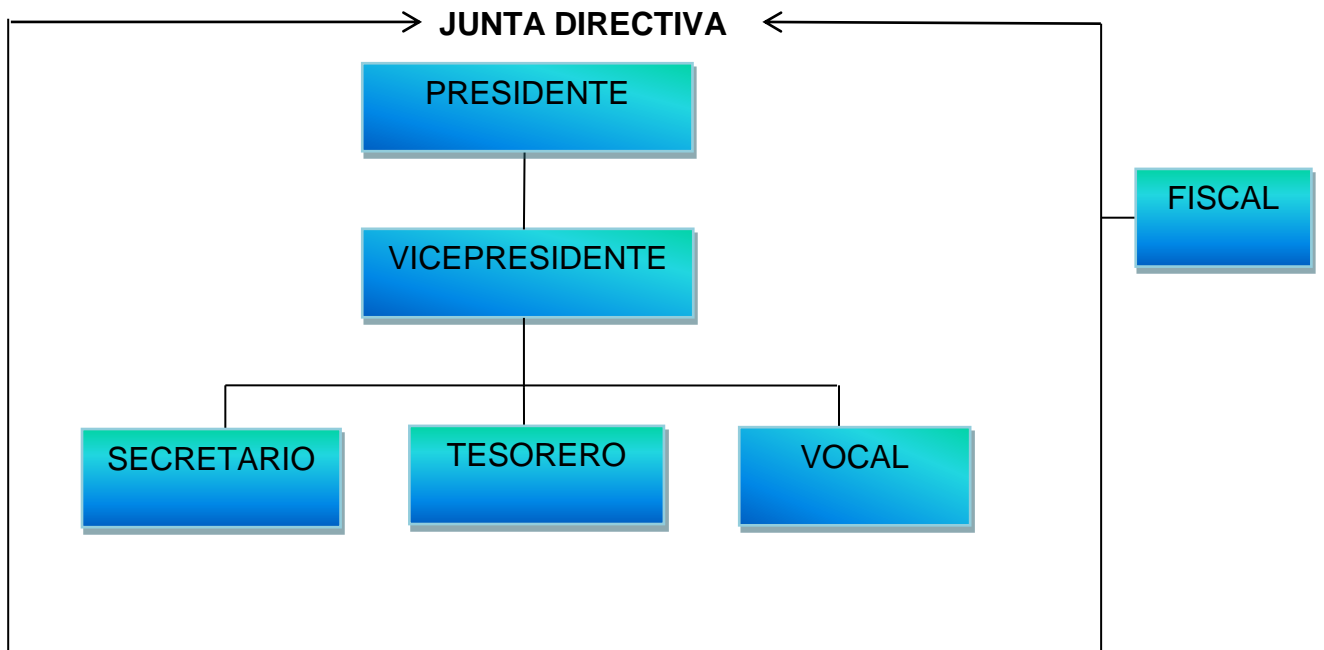 JUNTA DIRECTIVA
PRESIDENTE
FISCAL
VICEPRESIDENTE
SECRETARIO
TESORERO
VOCAL